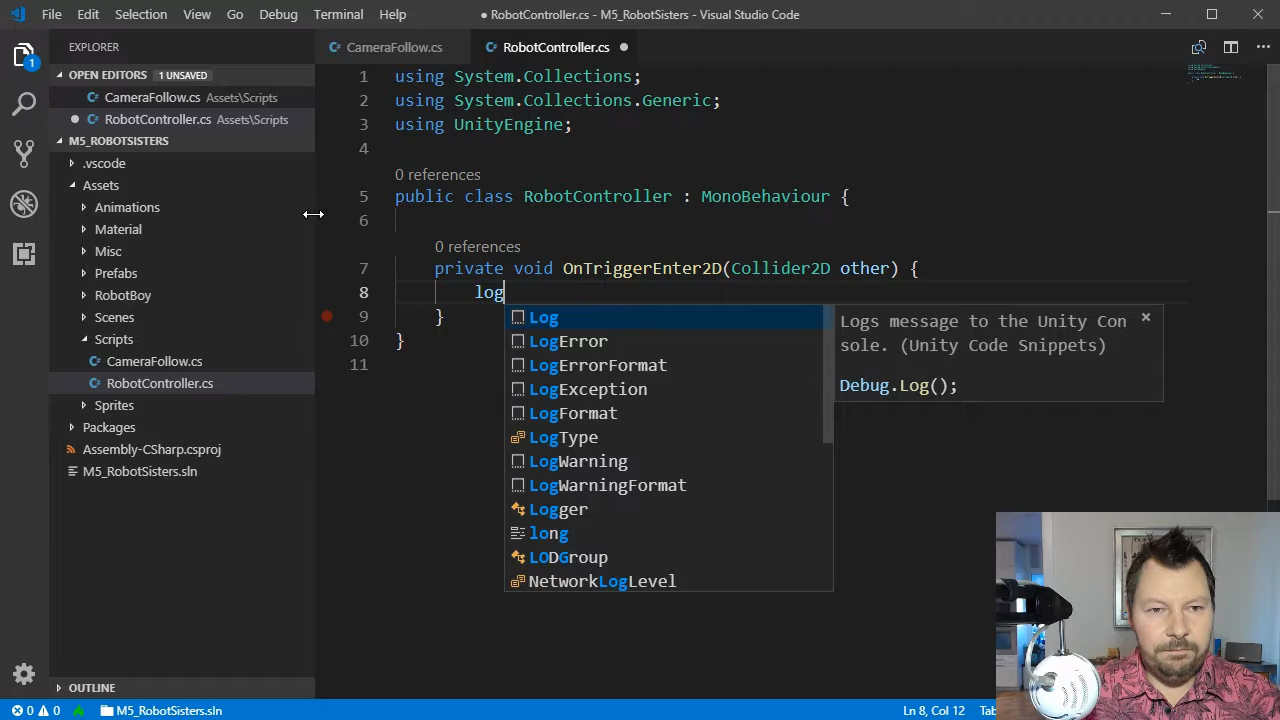 File Edit Selection View Go Debug Terminal Help ● RobotController.cs - M5_RobotSisters - Visual Studio Code
EXPLORER
CameraFollow.cs
RobotController.cs
OPEN EDITORS 1 UNSAVED
CameraFollow.cs Assets\Scripts
RobotController.cs Assets\Scripts
M5_ROBOTSISTERS
.vscode
Assets
Animations
Material
Misc
Prefabs
RobotBoy
Scenes
Scripts
CameraFollow.cs
RobotController.cs
Sprites
Packages
Assembly-CSharp.csproj
M5_RobotSisters.sln
OUTLINE
1
1 using System.Collections;
2 using System.Collections.Generic;
3 using UnityEngine;
4
0 references
5 public class RobotController : MonoBehaviour {
6
0 references
7 private void OnTriggerEnter2D(Collider2D other) {
8 log
9 }
10 }
11
Log
LogError
LogErrorFormat
LogException
LogFormat
LogType
LogWarning
LogWarningFormat
Logger
long
LODGroup
NetworkLogLevel
Logs message to the Unity Con
sole. (Unity Code Snippets)
Debug.Log();
0 0 M5_RobotSisters.sln Ln 8, Col 12 Tab